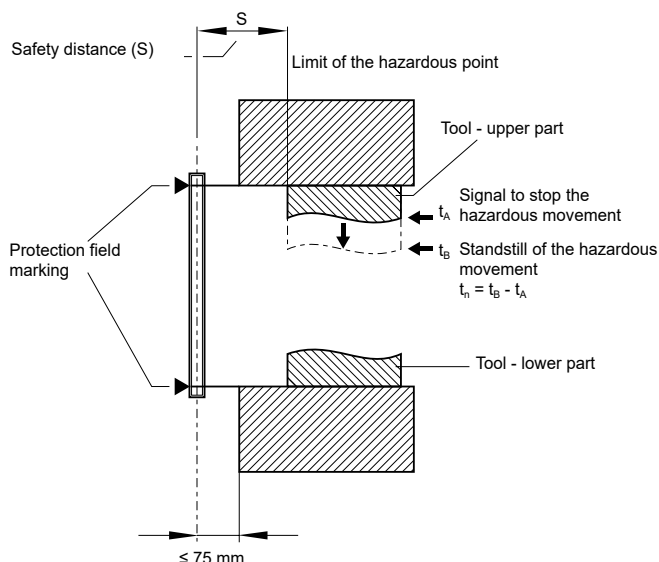 S
Safety distance (S)
Limit of the hazardous point
Tool - upper part
Signal to stop the
tA hazardous movement
tB Standstill of the hazardous
movement
tn = tB - tA
Protection field
marking
Tool - lower part
≤ 75 mm